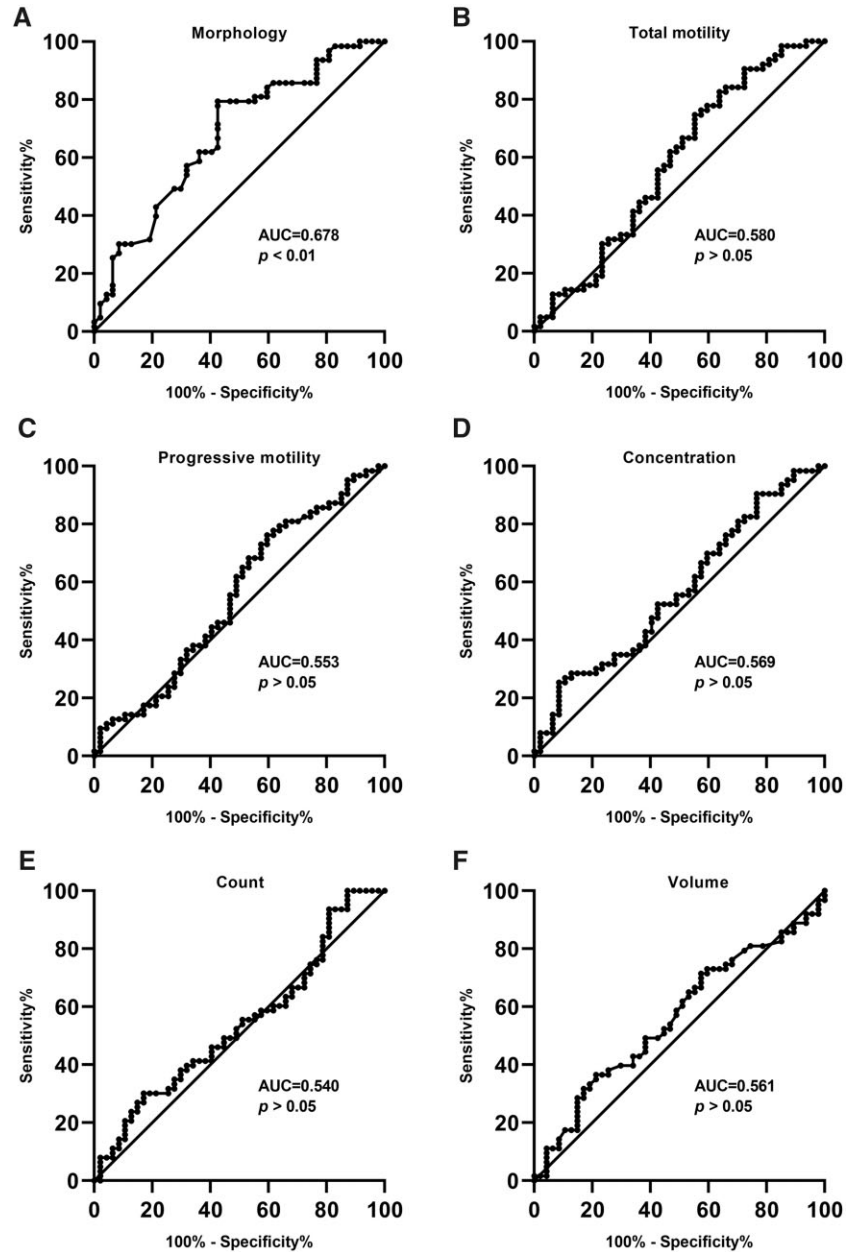 A
Morphology
100
80
60
40
20
0
Sensitivity%
AUC=0.678
p < 0.01
0 20 40 60 80 100
100% - Specificity%
B
Total motility
100
80
60
40
20
0
Sensitivity%
AUC=0.580
p > 0.05
0 20 40 60 80 100
100% - Specificity%
C
Progressive motility
100
80
60
40
20
0
Sensitivity%
AUC=0.553
p > 0.05
0 20 40 60 80 100
100% - Specificity%
D
Concentration
100
80
60
40
20
0
Sensitivity%
AUC=0.569
p > 0.05
0 20 40 60 80 100
100% - Specificity%
E
Count
100
80
60
40
20
0
Sensitivity%
AUC=0.540
p > 0.05
0 20 40 60 80 100
100% - Specificity%
F
Volume
100
80
60
40
20
0
Sensitivity%
AUC=0.561
p > 0.05
0 20 40 60 80 100
100% - Specificity%